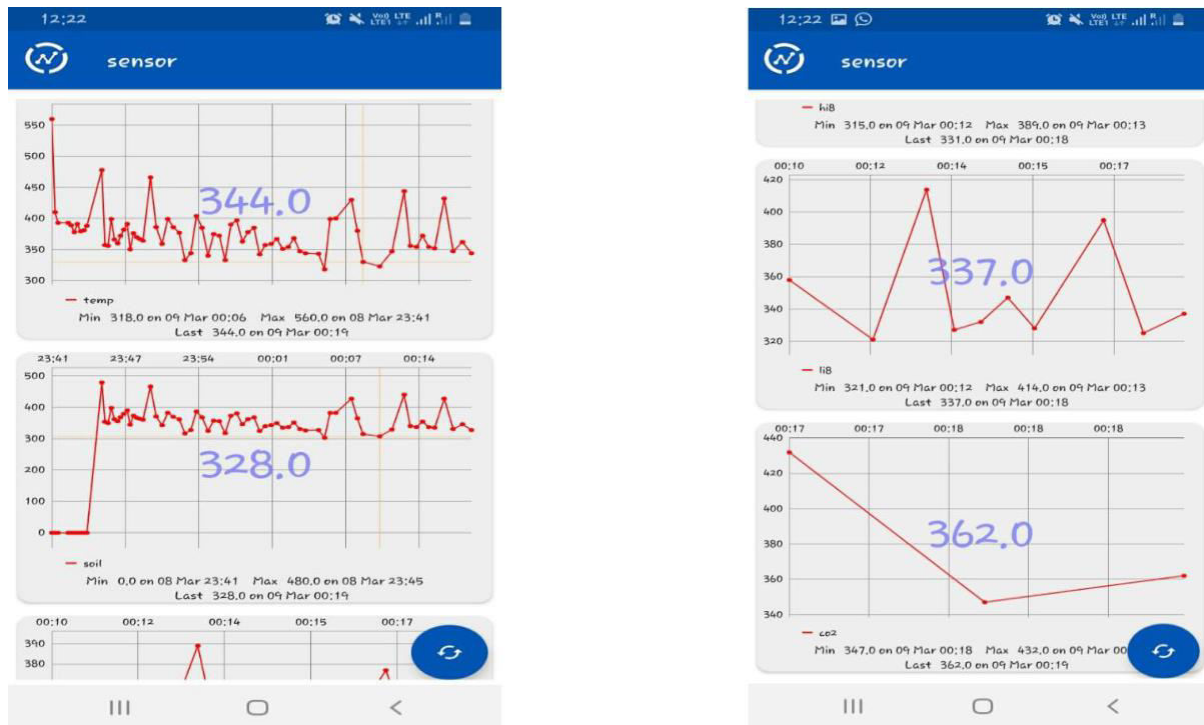 12:22
Vo)) LTE
LTE1
R
sensor
550
500
450
400
350
300
344.0
temp
Min 318.0 on 09 Mar 00:06 Max 560.0 on 08 Mar 23:41
Last 344.0 on 09 Mar 00:19
23:41 23:47 23:54 00:01 00:07 00:14
500
400
300
200
100
0
328.0
soil
Min 0.0 on 08 Mar 23:41 Max 480.0 on 08 Mar 23:45
Last 328.0 on 09 Mar 00:19
00:10 00:12 00:14 00:15 00:17
390
380
12:22
Vo)) LTE
LTE1
R
sensor
hi8
Min 315.0 on 09 Mar 00:12 Max 389.0 on 09 Mar 00:13
Last 331.0 on 09 Mar 00:18
00:10 00:12 00:14 00:15 00:17
420
400
380
360
340
320
337.0
li8
Min 321.0 on 09 Mar 00:12 Max 414.0 on 09 Mar 00:13
Last 337.0 on 09 Mar 00:18
00:17 00:17 00:18 00:18 00:18
440
420
400
380
360
340
362.0
co2
Min 347.0 on 09 Mar 00:18 Max 432.0 on 09 Mar 00
Last 362.0 on 09 Mar 00:19